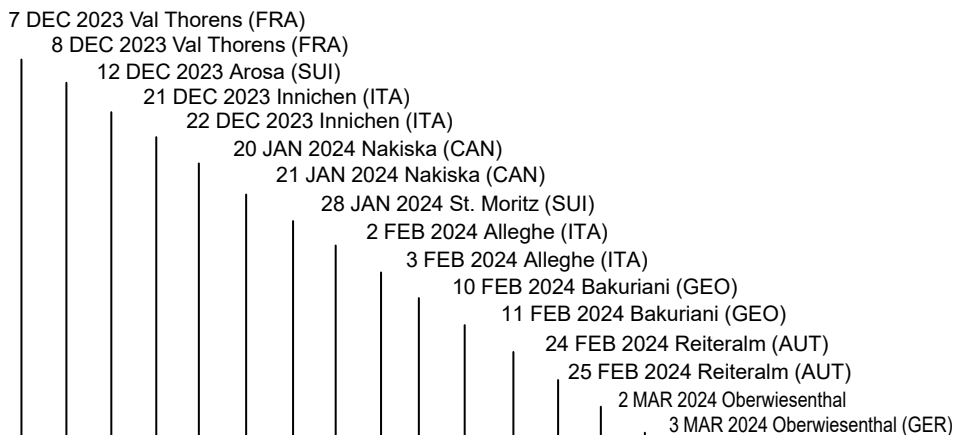 7 DEC 2023 Val Thorens (FRA)
8 DEC 2023 Val Thorens (FRA)
12 DEC 2023 Arosa (SUI)
21 DEC 2023 Innichen (ITA)
22 DEC 2023 Innichen (ITA)
20 JAN 2024 Nakiska (CAN)
21 JAN 2024 Nakiska (CAN)
28 JAN 2024 St. Moritz (SUI)
2 FEB 2024 Alleghe (ITA)
3 FEB 2024 Alleghe (ITA)
10 FEB 2024 Bakuriani (GEO)
11 FEB 2024 Bakuriani (GEO)
24 FEB 2024 Reiteralm (AUT)
25 FEB 2024 Reiteralm (AUT)
2 MAR 2024 Oberwiesenthal
3 MAR 2024 Oberwiesenthal (GER)